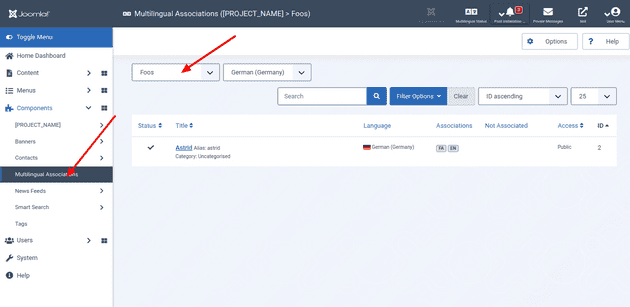 Joomla!
Multilingual Associations ([PROJECT_NAME] > Foos)
Multilingual Status
Post Installation ...
Private Messages
User Menu
Toggle Menu
Options
Help
Home Dashboard
Content
Menus
Components
[PROJECT_NAME]
Banners
Contacts
Multilingual Associations
News Feeds
Smart Search
Tags
Users
System
Help
Foos
German (Germany)
Search
Filter Options
Clear
ID ascending
25
Status
Title
Language
Associations
Not Associated
Access
ID
Astrid Alias: astrid
Category: Uncategorised
German (Germany)
FA
EN
Public
2